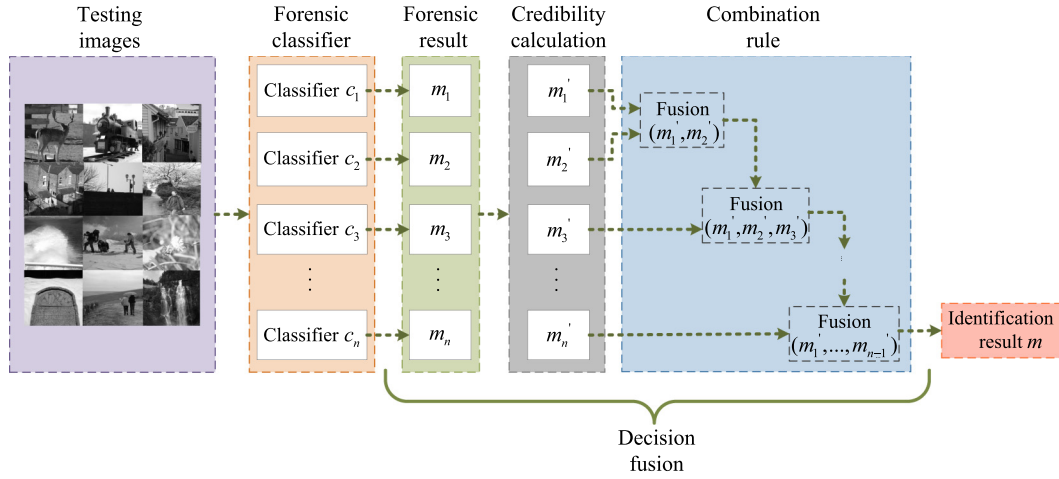 Testing
images
Forensic
classifier
Forensic
result
Credibility
calculation
Combination
rule
Classifier c₁
m₁
m₁'
Fusion
(m₁',m₂')
Classifier c₂
m₂
m₂'
Classifier c₃
m₃
m₃'
Fusion
(m₁',m₂',m₃')
⋮
⋮
⋮
⋮
Classifier cₙ
mₙ
mₙ'
Fusion
(m₁',...,mₙ₋₁')
Identification
result m
Decision
fusion